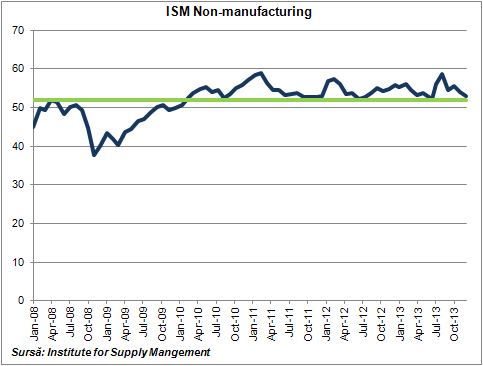 ISM Non-manufacturing
70
60
50
40
30
20
10
0
Jan-08
Apr-08
Jul-08
Oct-08
Jan-09
Apr-09
Jul-09
Oct-09
Jan-10
Apr-10
Jul-10
Oct-10
Jan-11
Apr-11
Jul-11
Oct-11
Jan-12
Apr-12
Jul-12
Oct-12
Jan-13
Apr-13
Jul-13
Oct-13
Sursă: Institute for Supply Mangement